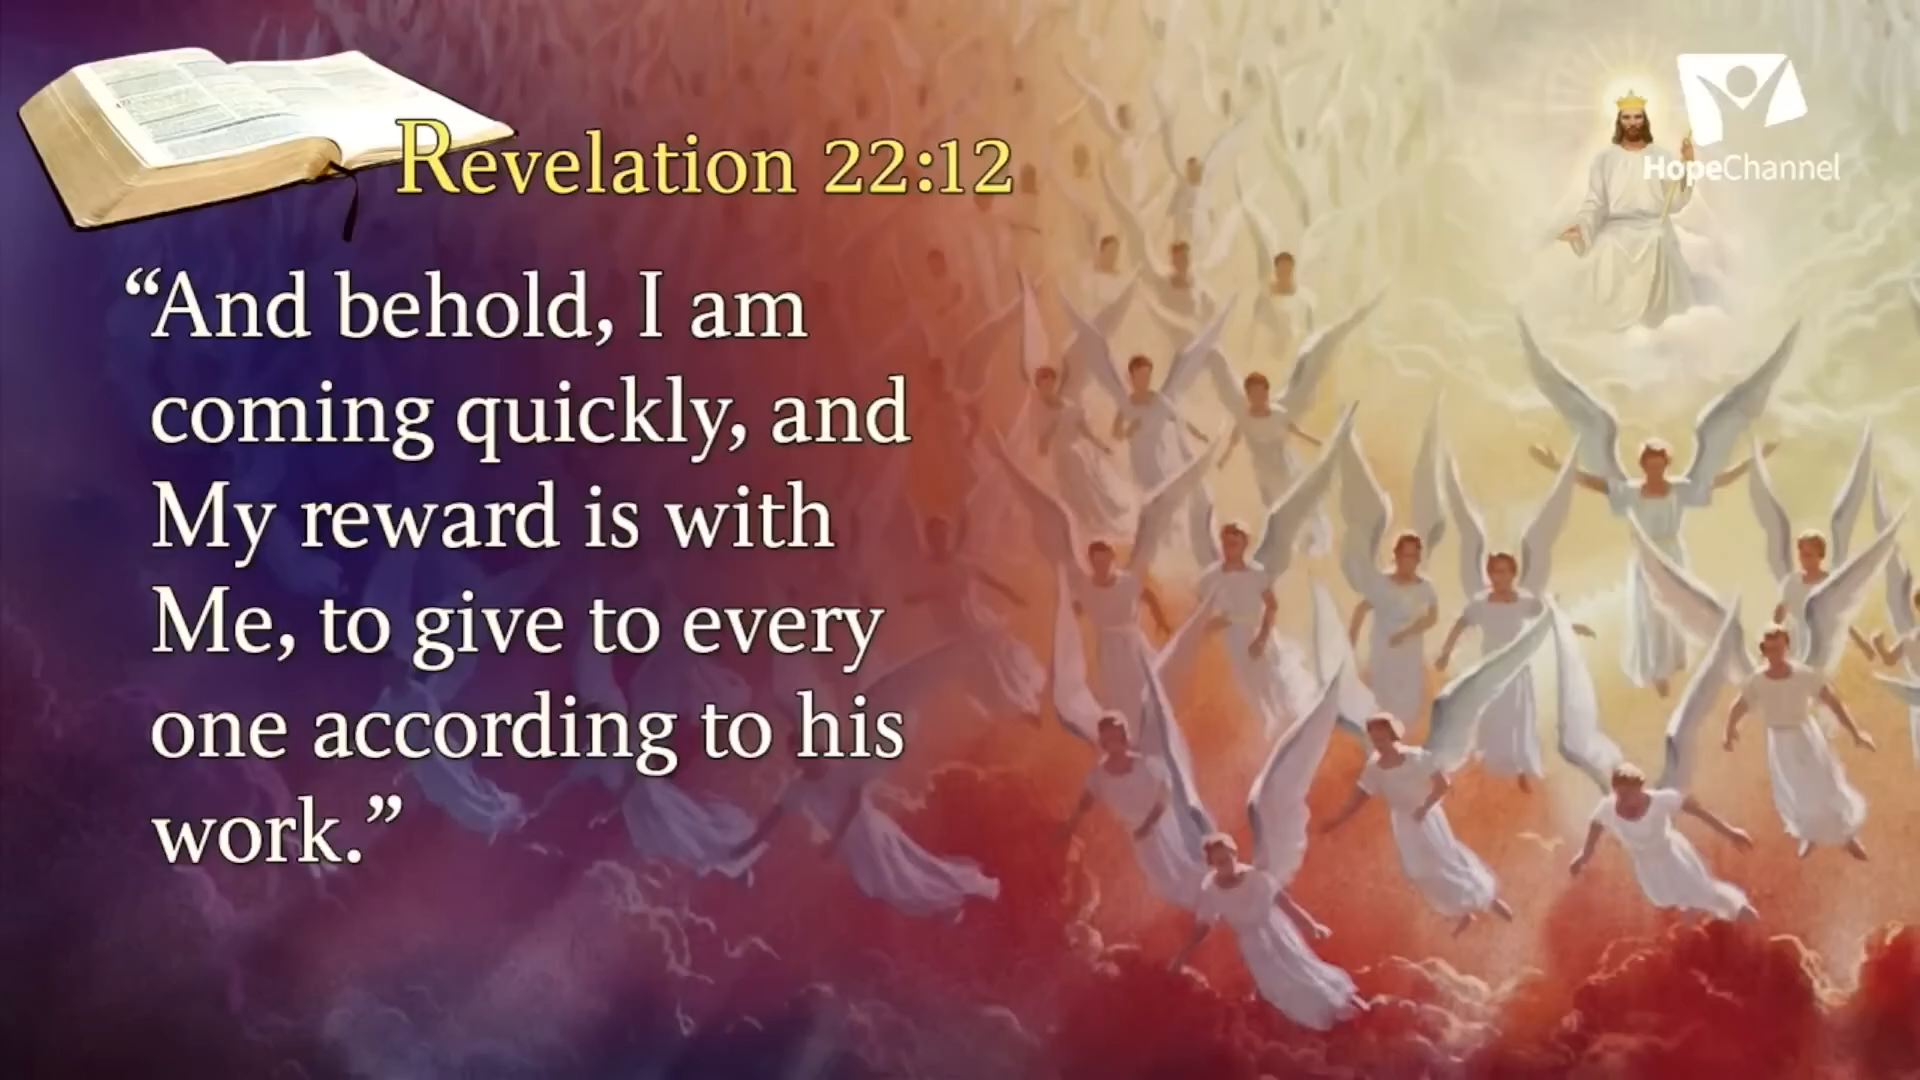 HopeChannel
Revelation 22:12
“And behold, I am
coming quickly, and
My reward is with
Me, to give to every
one according to his
work.”